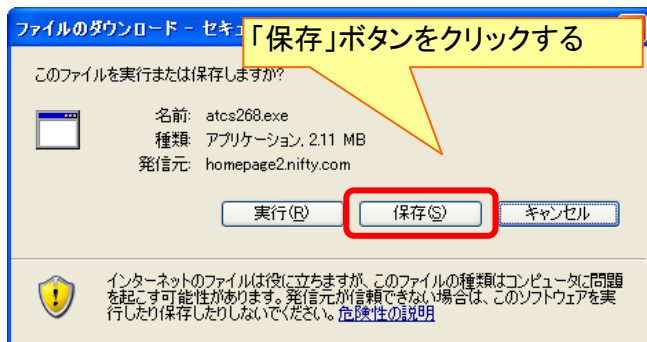 ファイルのダウンロード - セキュ
「保存」ボタンをクリックする
このファイルを実行または保存しますか?
名前: atcs268.exe
種類: アプリケーション, 2.11 MB
発信元: homepage2.nifty.com
実行(R) 保存(S) キャンセル
インターネットのファイルは役に立ちますが、このファイルの種類はコンピュータに問題
を起こす可能性があります。発信元が信頼できない場合は、このソフトウェアを実
行したり保存したりしないでください。危険性の説明